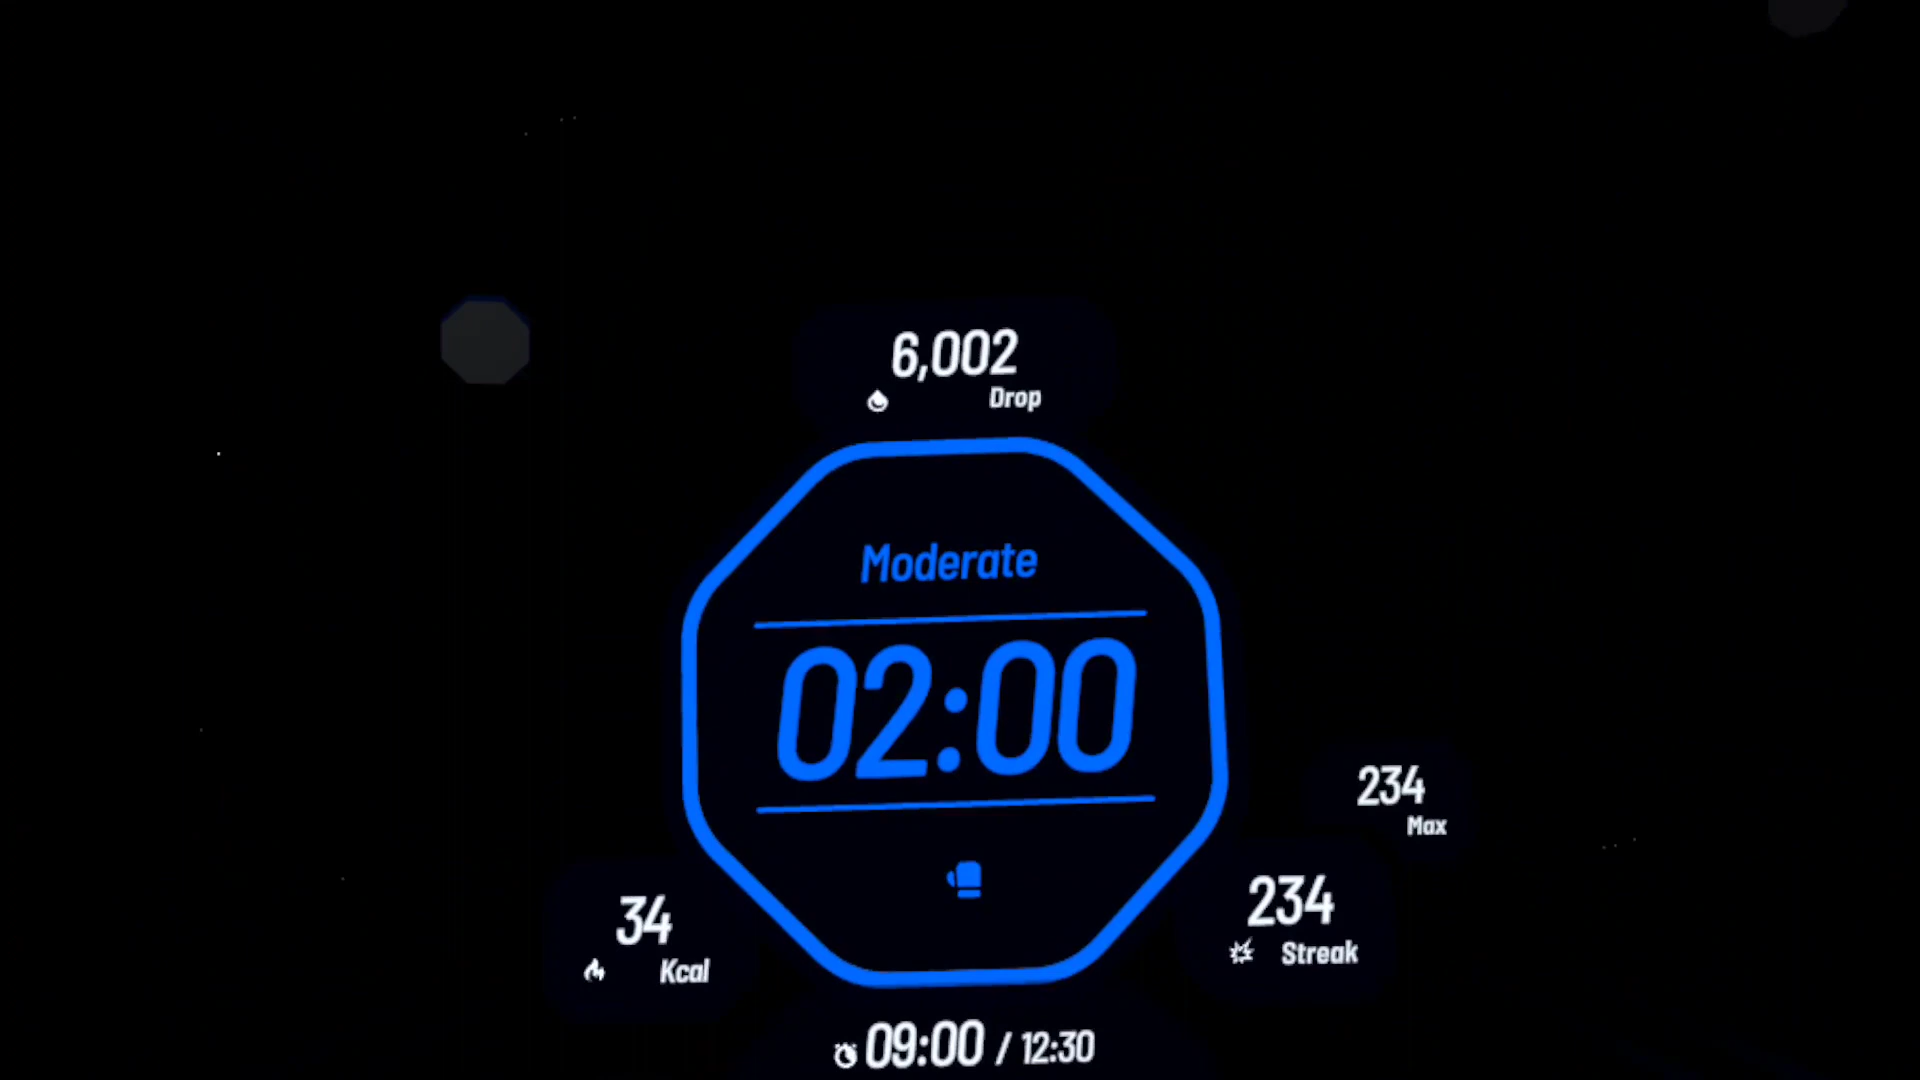 6,002
Drop
Moderate
02:00
234
Max
34
Kcal
234
Streak
09:00 / 12:30